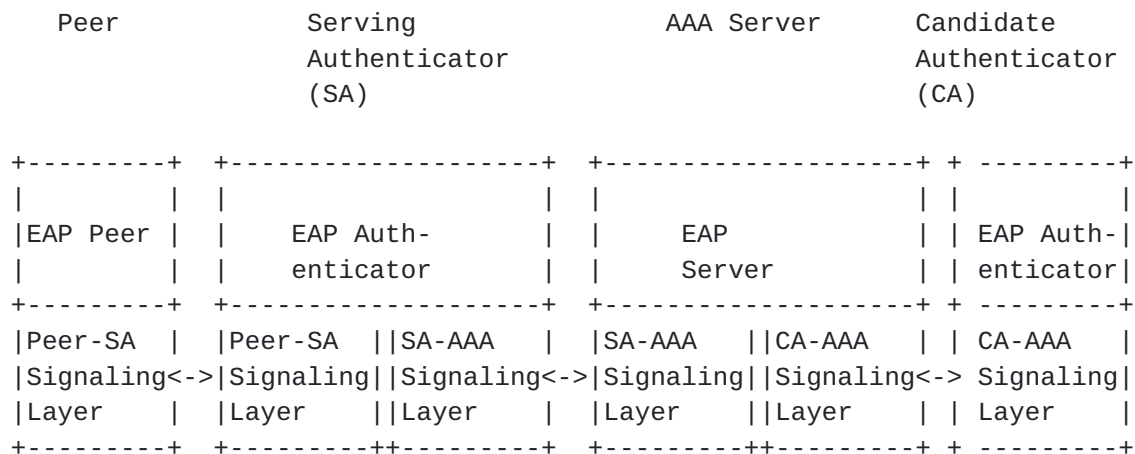 Peer            Serving                AAA Server      Candidate
                   Authenticator                          Authenticator
                   (SA)                                   (CA)

+---------+  +--------------------+  +--------------------+ + ---------+
|         |  |                    |  |                    | |          |
|EAP Peer |  |    EAP Auth-       |  |     EAP            | | EAP Auth-|
|         |  |    enticator       |  |     Server         | | enticator|
+---------+  +--------------------+  +--------------------+ + ---------+
|Peer-SA  |  |Peer-SA  ||SA-AAA   |  |SA-AAA   ||CA-AAA   | | CA-AAA   |
|Signaling<->|Signaling||Signaling<->|Signaling||Signaling<-> Signaling|
|Layer    |  |Layer    ||Layer    |  |Layer    ||Layer    | | Layer    |
+---------+  +---------++---------+  +---------++---------+ + ---------+